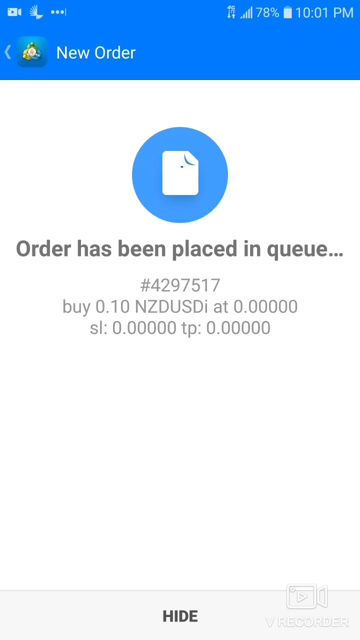 78% 10:01 PM
New Order
Order has been placed in queue...
#4297517
buy 0.10 NZDUSDi at 0.00000
sl: 0.00000 tp: 0.00000
V RECORDER
HIDE